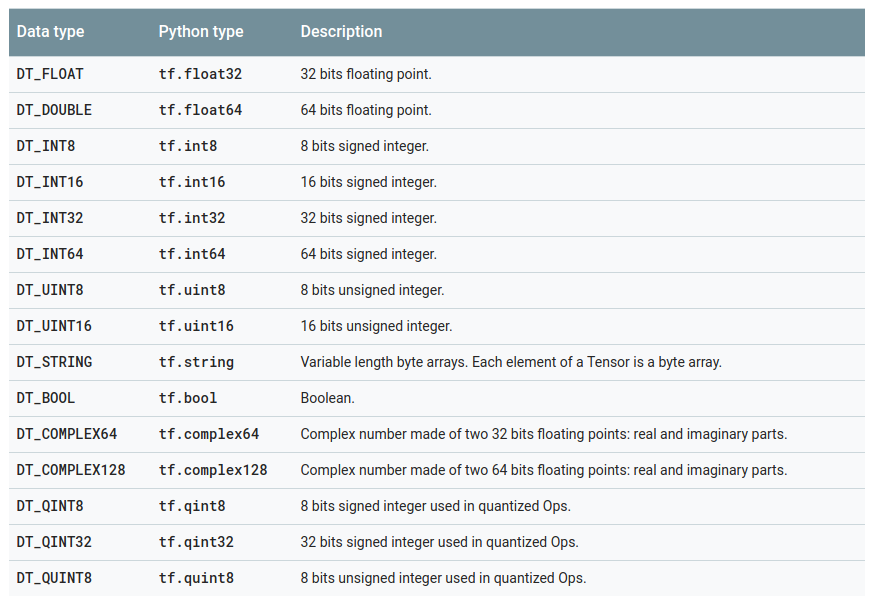 Data type Python type Description
DT_FLOAT tf.float32 32 bits floating point.
DT_DOUBLE tf.float64 64 bits floating point.
DT_INT8 tf.int8 8 bits signed integer.
DT_INT16 tf.int16 16 bits signed integer.
DT_INT32 tf.int32 32 bits signed integer.
DT_INT64 tf.int64 64 bits signed integer.
DT_UINT8 tf.uint8 8 bits unsigned integer.
DT_UINT16 tf.uint16 16 bits unsigned integer.
DT_STRING tf.string Variable length byte arrays. Each element of a Tensor is a byte array.
DT_BOOL tf.bool Boolean.
DT_COMPLEX64 tf.complex64 Complex number made of two 32 bits floating points: real and imaginary parts.
DT_COMPLEX128 tf.complex128 Complex number made of two 64 bits floating points: real and imaginary parts.
DT_QINT8 tf.qint8 8 bits signed integer used in quantized Ops.
DT_QINT32 tf.qint32 32 bits signed integer used in quantized Ops.
DT_QUINT8 tf.quint8 8 bits unsigned integer used in quantized Ops.